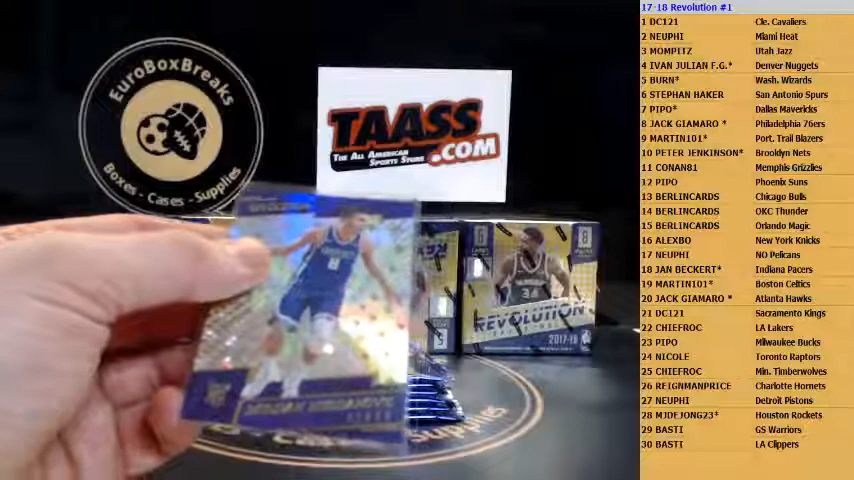 17-18 Revolution #1
1 DC121 Cle. Cavaliers
2 NEUPHI Miami Heat
3 MOMPITZ Utah Jazz
4 IVAN JULIAN F.G.* Denver Nuggets
5 BURN* Wash. Wizards
6 STEPHAN HAKER San Antonio Spurs
7 PIPO* Dallas Mavericks
8 JACK GIAMARO * Philadelphia 76ers
9 MARTIN101* Port. Trail Blazers
10 PETER JENKINSON* Brooklyn Nets
11 CONAN81 Memphis Grizzlies
12 PIPO Phoenix Suns
13 BERLINCARDS Chicago Bulls
14 BERLINCARDS OKC Thunder
15 BERLINCARDS Orlando Magic
16 ALEXBO New York Knicks
17 NEUPHI NO Pelicans
18 JAN BECKERT* Indiana Pacers
19 MARTIN101* Boston Celtics
20 JACK GIAMARO * Atlanta Hawks
21 DC121 Sacramento Kings
22 CHIEFROC LA Lakers
23 PIPO Milwaukee Bucks
24 NICOLE Toronto Raptors
25 CHIEFROC Min. Timberwolves
26 REIGNMANPRICE Charlotte Hornets
27 NEUPHI Detroit Pistons
28 MJDEJONG23* Houston Rockets
29 BASTI GS Warriors
30 BASTI LA Clippers
EuroBoxBreaks
Boxes - Cases - Supplies
TAASS
THE ALL AMERICAN
SPORTS STORE
.COM
8
6
8
34
REVOLUTION
2017-18
Supplies